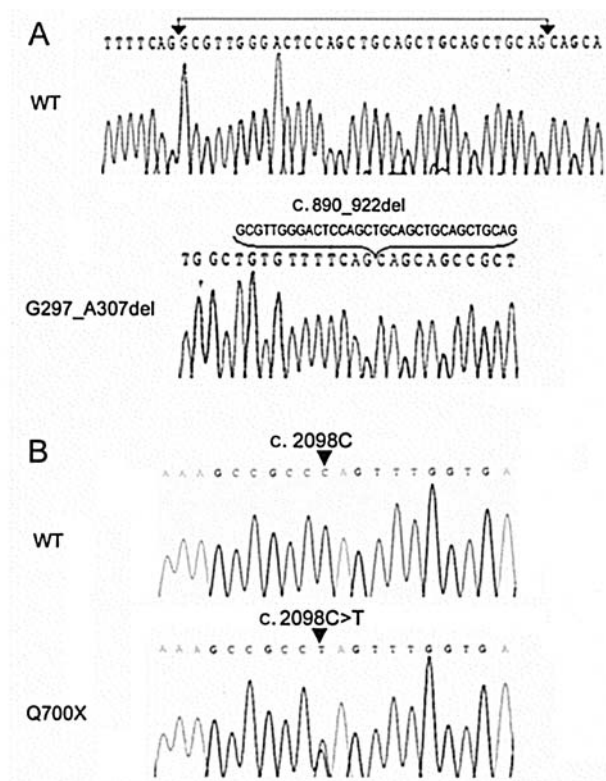 A
TTTTCAGGCGTTGGGACTCCAGCTGCAGCTGCAGCTGCAGCAGCA
WT
c.890_922del
GCGTTGGGACTCCAGCTGCAGCTGCAGCTGCAG
TGGCTGTGTTTTCAGCAGCAGCCGCT
G297_A307del
B
c. 2098C
AAAGCCGCCCAGTTTGGTGA
WT
c.2098C>T
AAAGCCGCCTAGTTTGGTGA
Q700X